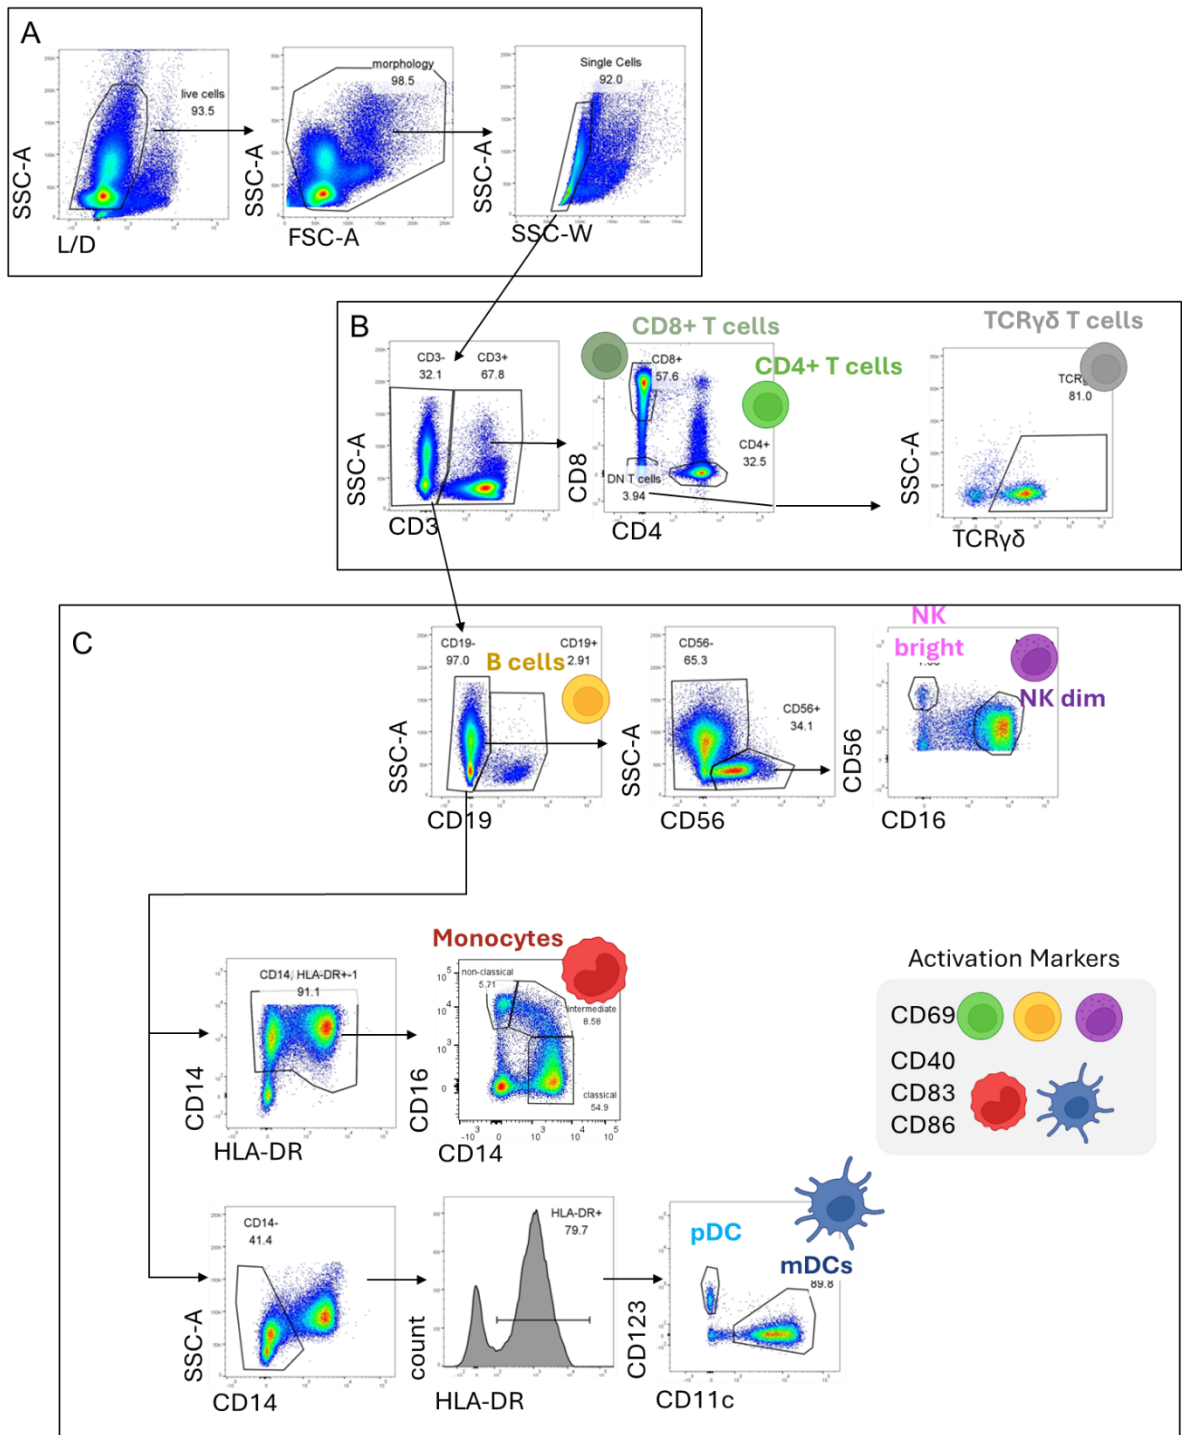 A
live cells
93.5
SSC-A
L/D
morphology
98.5
SSC-A
FSC-A
Single Cells
92.0
SSC-A
SSC-W
B
CD3-
32.1
CD3+
67.8
SSC-A
CD3
CD8+ T cells
CD8+
57.6
CD4+ T cells
CD4+
32.5
DN T cells
3.94
CD8
CD4
TCRγδ T cells
81.0
SSC-A
TCRγδ
C
CD19-
97.0
CD19+
2.91
B cells
SSC-A
CD19
CD56-
65.3
CD56+
34.1
SSC-A
CD56
NK
bright
NK dim
CD56
CD16
CD14, HLA-DR+-1
91.1
CD14
HLA-DR
Monocytes
non-classical
5.71
intermediate
8.58
classical
54.9
CD16
CD14
Activation Markers
CD69
CD40
CD83
CD86
CD14-
41.4
SSC-A
CD14
HLA-DR+
79.7
count
HLA-DR
pDC
mDCs
89.8
CD123
CD11c